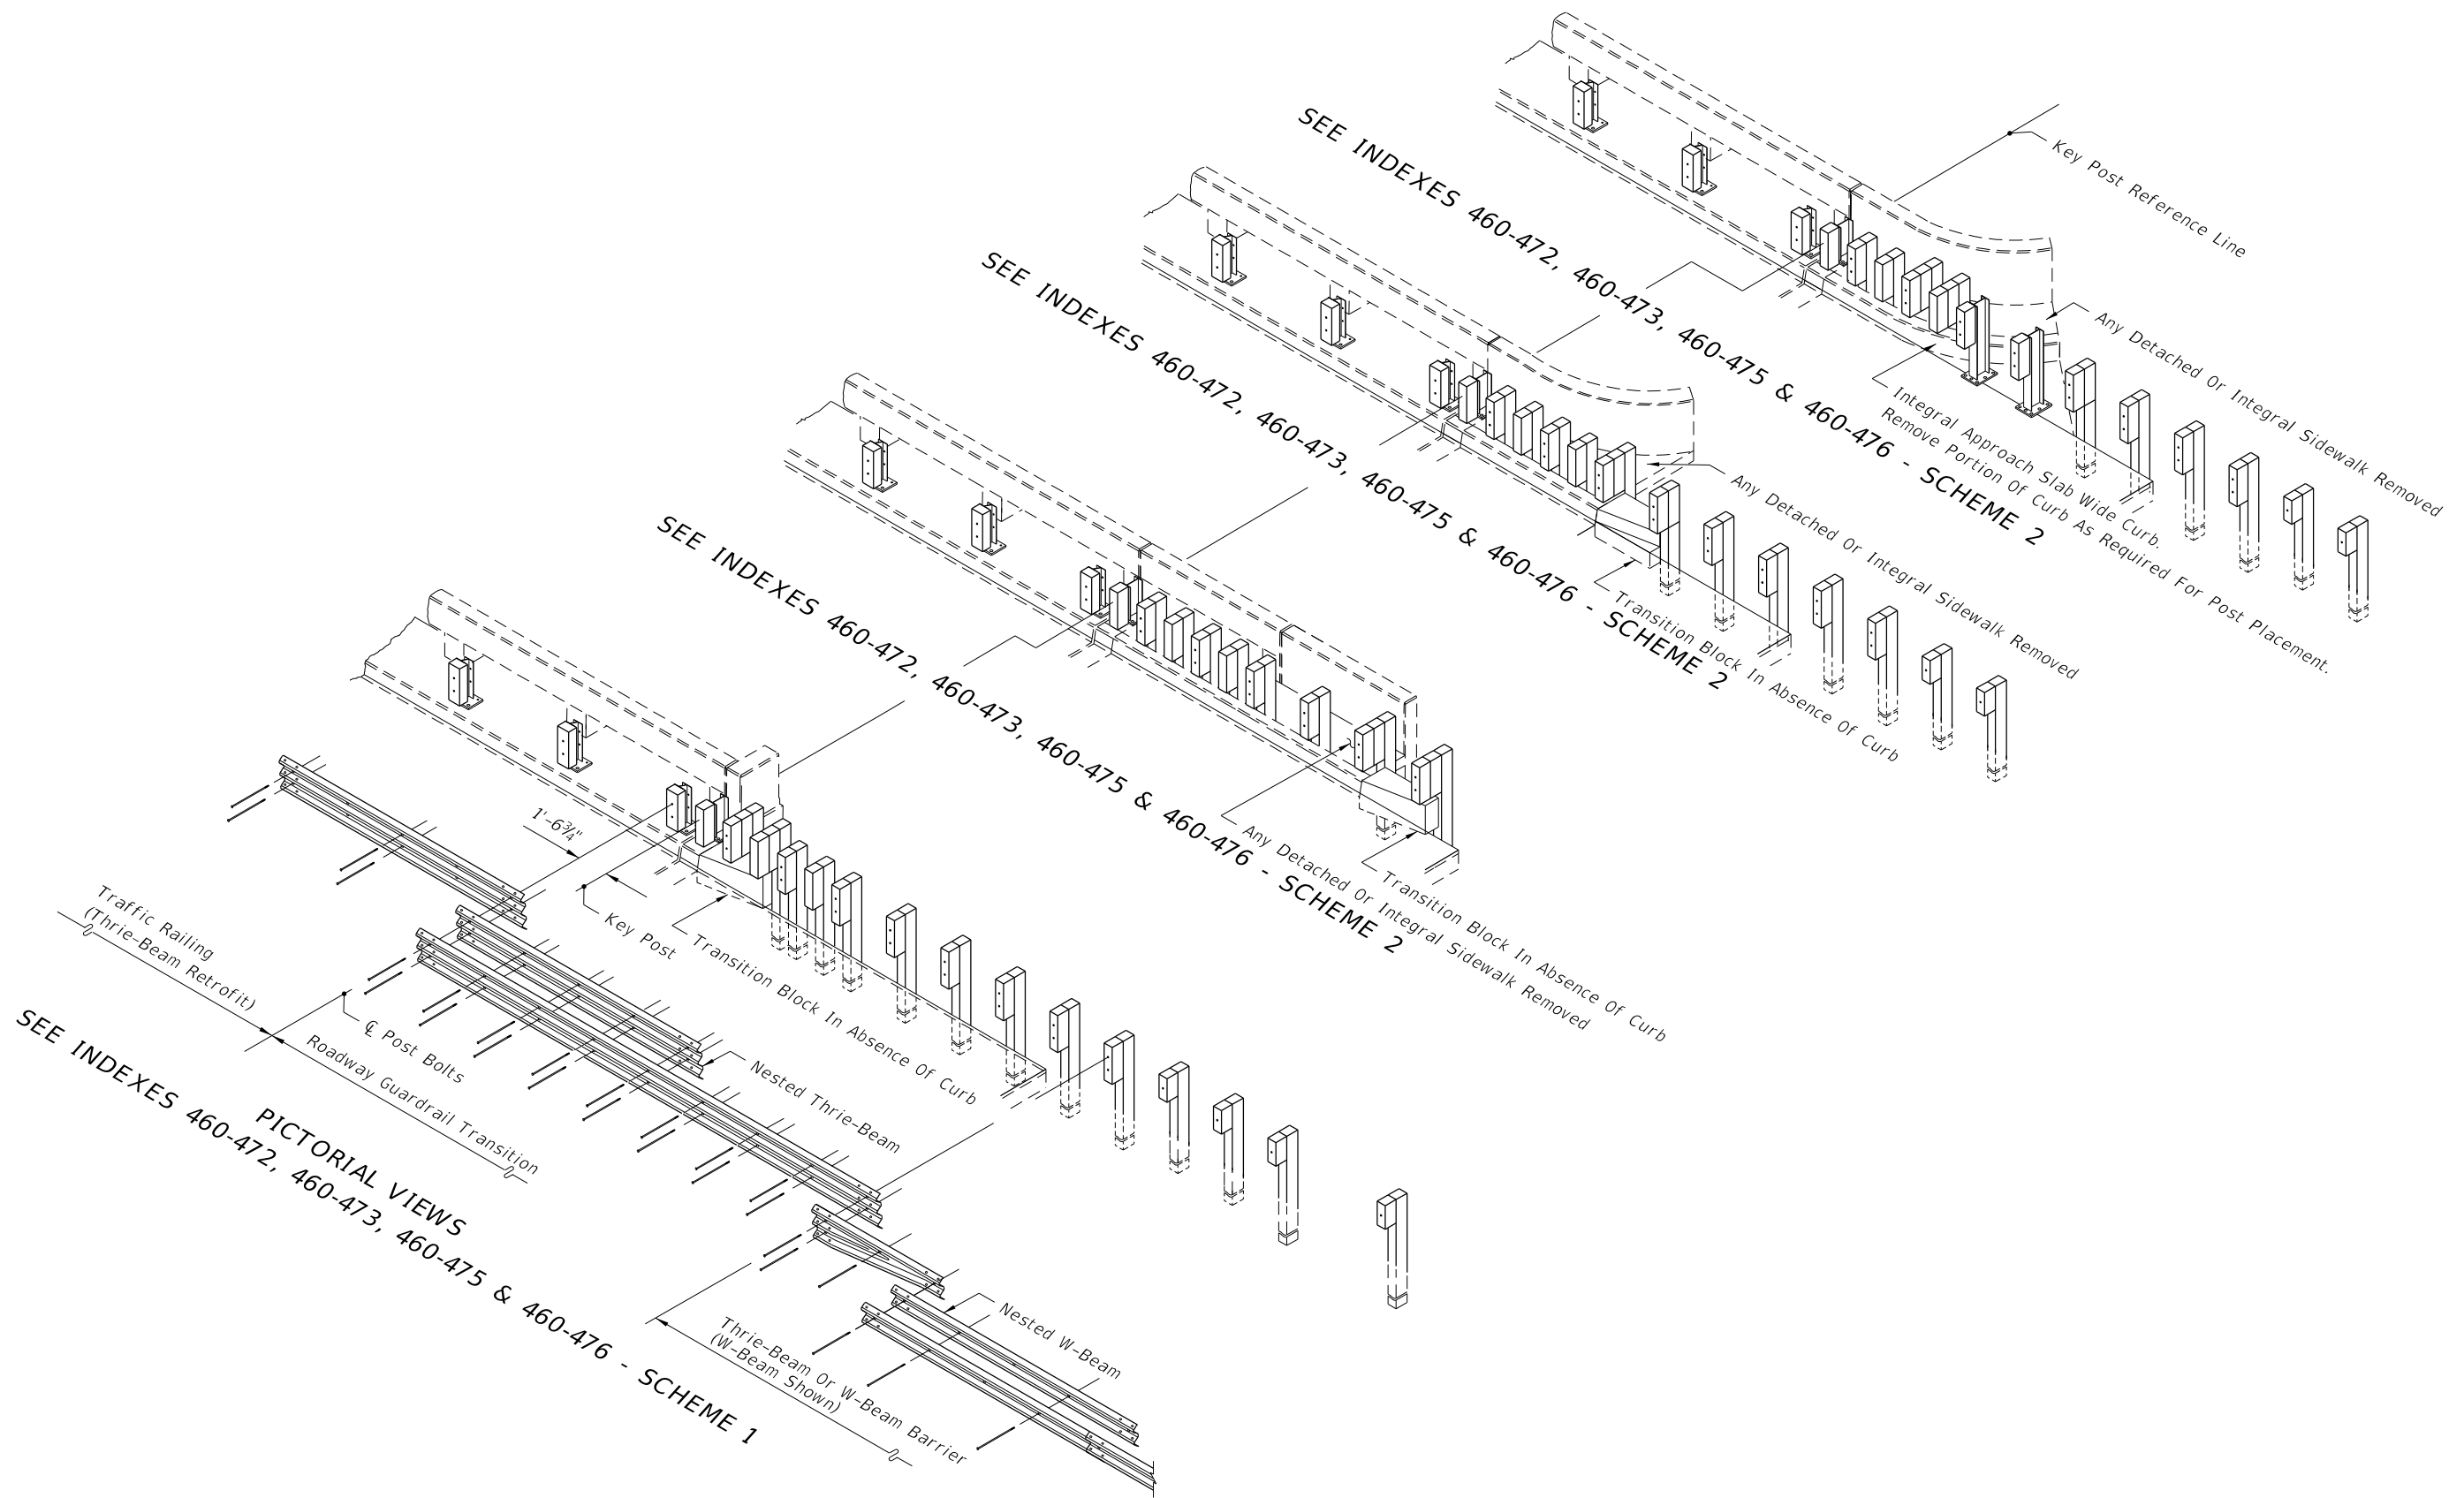 Key Post Reference Line
Any Detached Or Integral Sidewalk Removed
Integral Approach Slab Wide Curb.
Remove Portion Of Curb As Required For Post Placement.
SEE INDEXES 460-472, 460-473, 460-475 & 460-476 - SCHEME 2
Any Detached Or Integral Sidewalk Removed
Transition Block In Absence Of Curb
SEE INDEXES 460-472, 460-473, 460-475 & 460-476 - SCHEME 2
Any Detached Or Integral Sidewalk Removed
Transition Block In Absence Of Curb
SEE INDEXES 460-472, 460-473, 460-475 & 460-476 - SCHEME 2
1'-6¾"
Key Post
Transition Block In Absence Of Curb
Traffic Railing
(Thrie-Beam Retrofit)
℄ Post Bolts
Roadway Guardrail Transition
Nested Thrie-Beam
Nested W-Beam
Thrie-Beam Or W-Beam Barrier
(W-Beam Shown)
PICTORIAL VIEWS
SEE INDEXES 460-472, 460-473, 460-475 & 460-476 - SCHEME 1